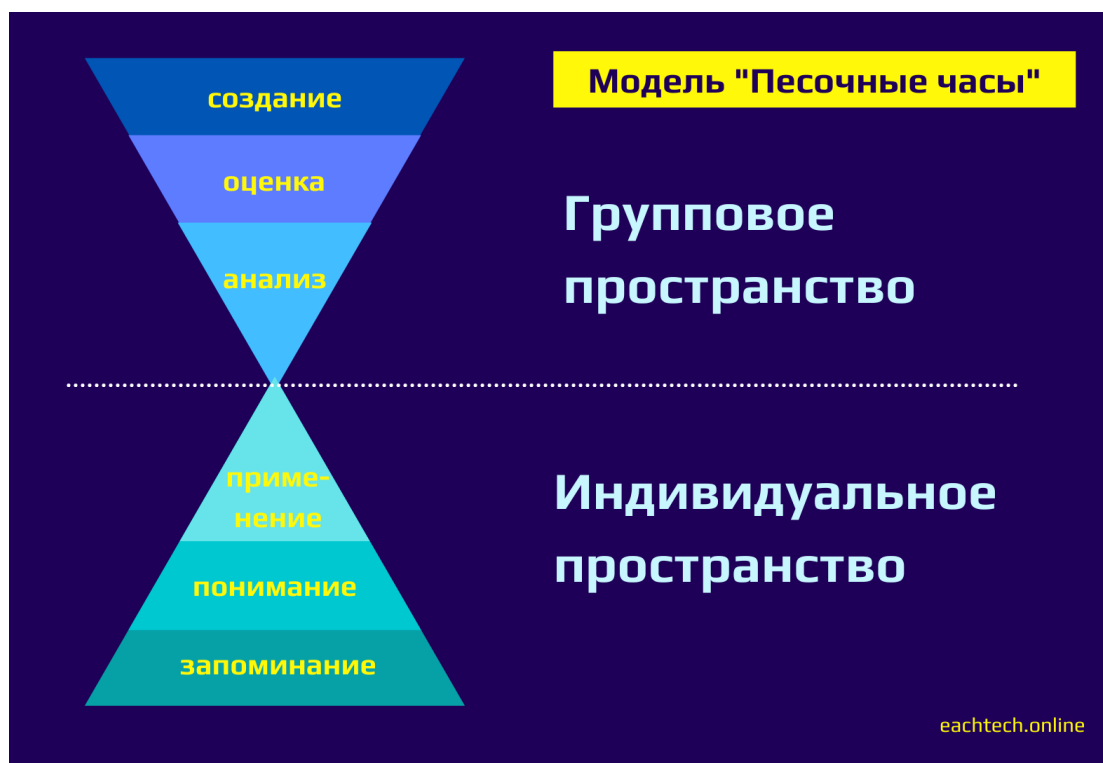 Модель "Песочные часы"
создание
оценка
анализ
Групповое
пространство
приме-
нение
понимание
запоминание
Индивидуальное
пространство
eachtech.online